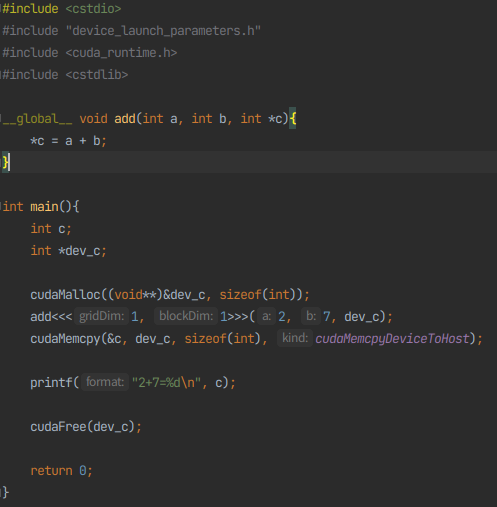 #include <cstdio>
#include "device_launch_parameters.h"
#include <cuda_runtime.h>
#include <cstdlib>
__global__ void add(int a, int b, int *c){
*c = a + b;
}
int main(){
int c;
int *dev_c;
cudaMalloc((void**)&dev_c, sizeof(int));
add<<< gridDim: 1, blockDim: 1>>>( a: 2, b: 7, dev_c);
cudaMemcpy(&c, dev_c, sizeof(int), kind: cudaMemcpyDeviceToHost);
printf( format: "2+7=%d\n", c);
cudaFree(dev_c);
return 0;
}